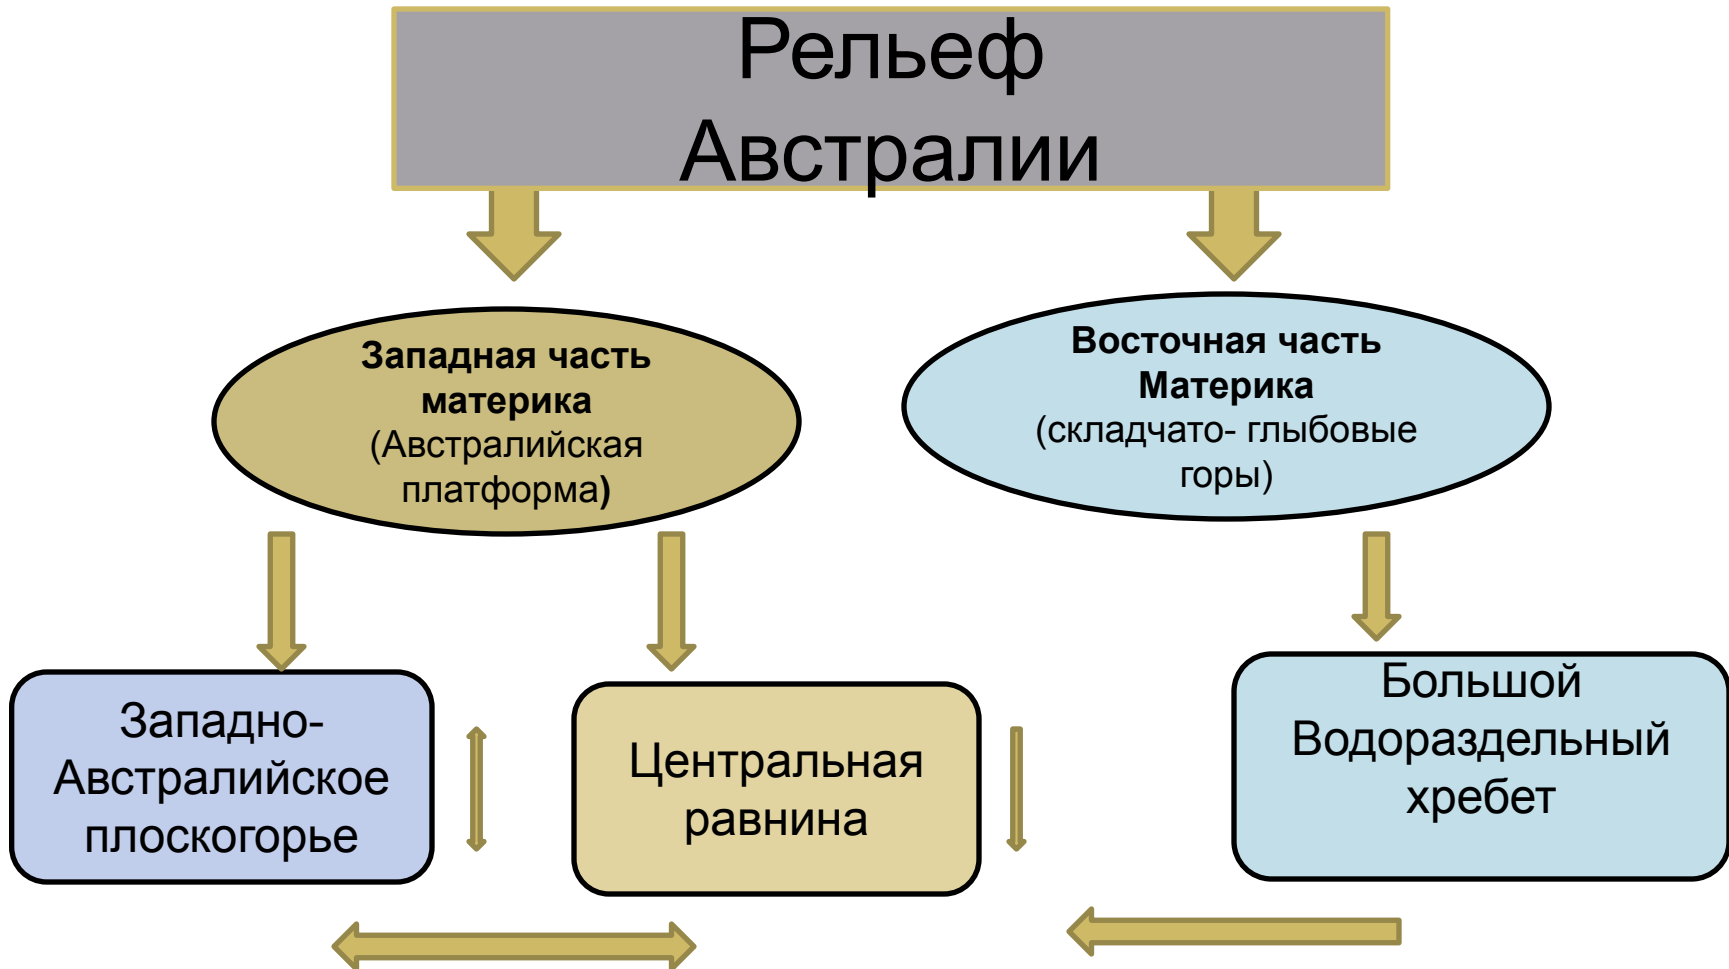 Рельеф
Австралии
Западная часть
материка
(Австралийская
платформа)
Восточная часть
Материка
(складчато- глыбовые
горы)
Западно-
Австралийское
плоскогорье
Центральная
равнина
Большой
Водораздельный
хребет